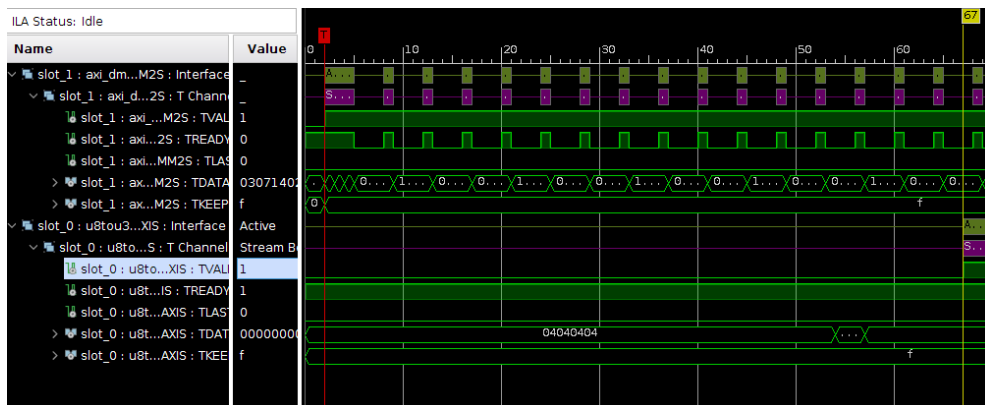 ILA Status: Idle
67
Name Value
T
0 10 20 30 40 50 60
slot_1 : axi_dm...M2S : Interface _
A... . . . . . . . . . . . .
slot_1 : axi_d...2S : T Chann _
S... . . . . . . . . . . . .
slot_1 : axi_...M2S : TVAL 1
slot_1 : axi...2S : TREADY 0
slot_1 : axi...MM2S : TLAS 0
slot_1 : ax...M2S : TDATA 03071402
. . . 0... 1... 0... 0... 1... 0... 0... 1... 0... 0... 1... 0... 0... 1... 0... 0...
slot_1 : ax...M2S : TKEEP f
0 f
slot_0 : u8tou3...XIS : Interface Active
A...
slot_0 : u8to...S : T Channel Stream B
S...
slot_0 : u8to...XIS : TVALI 1
slot_0 : u8t...IS : TREADY 1
slot_0 : u8t...AXIS : TLAS 0
slot_0 : u8t...AXIS : TDAT 00000000
04040404 ...
slot_0 : u8t...AXIS : TKEE f
f